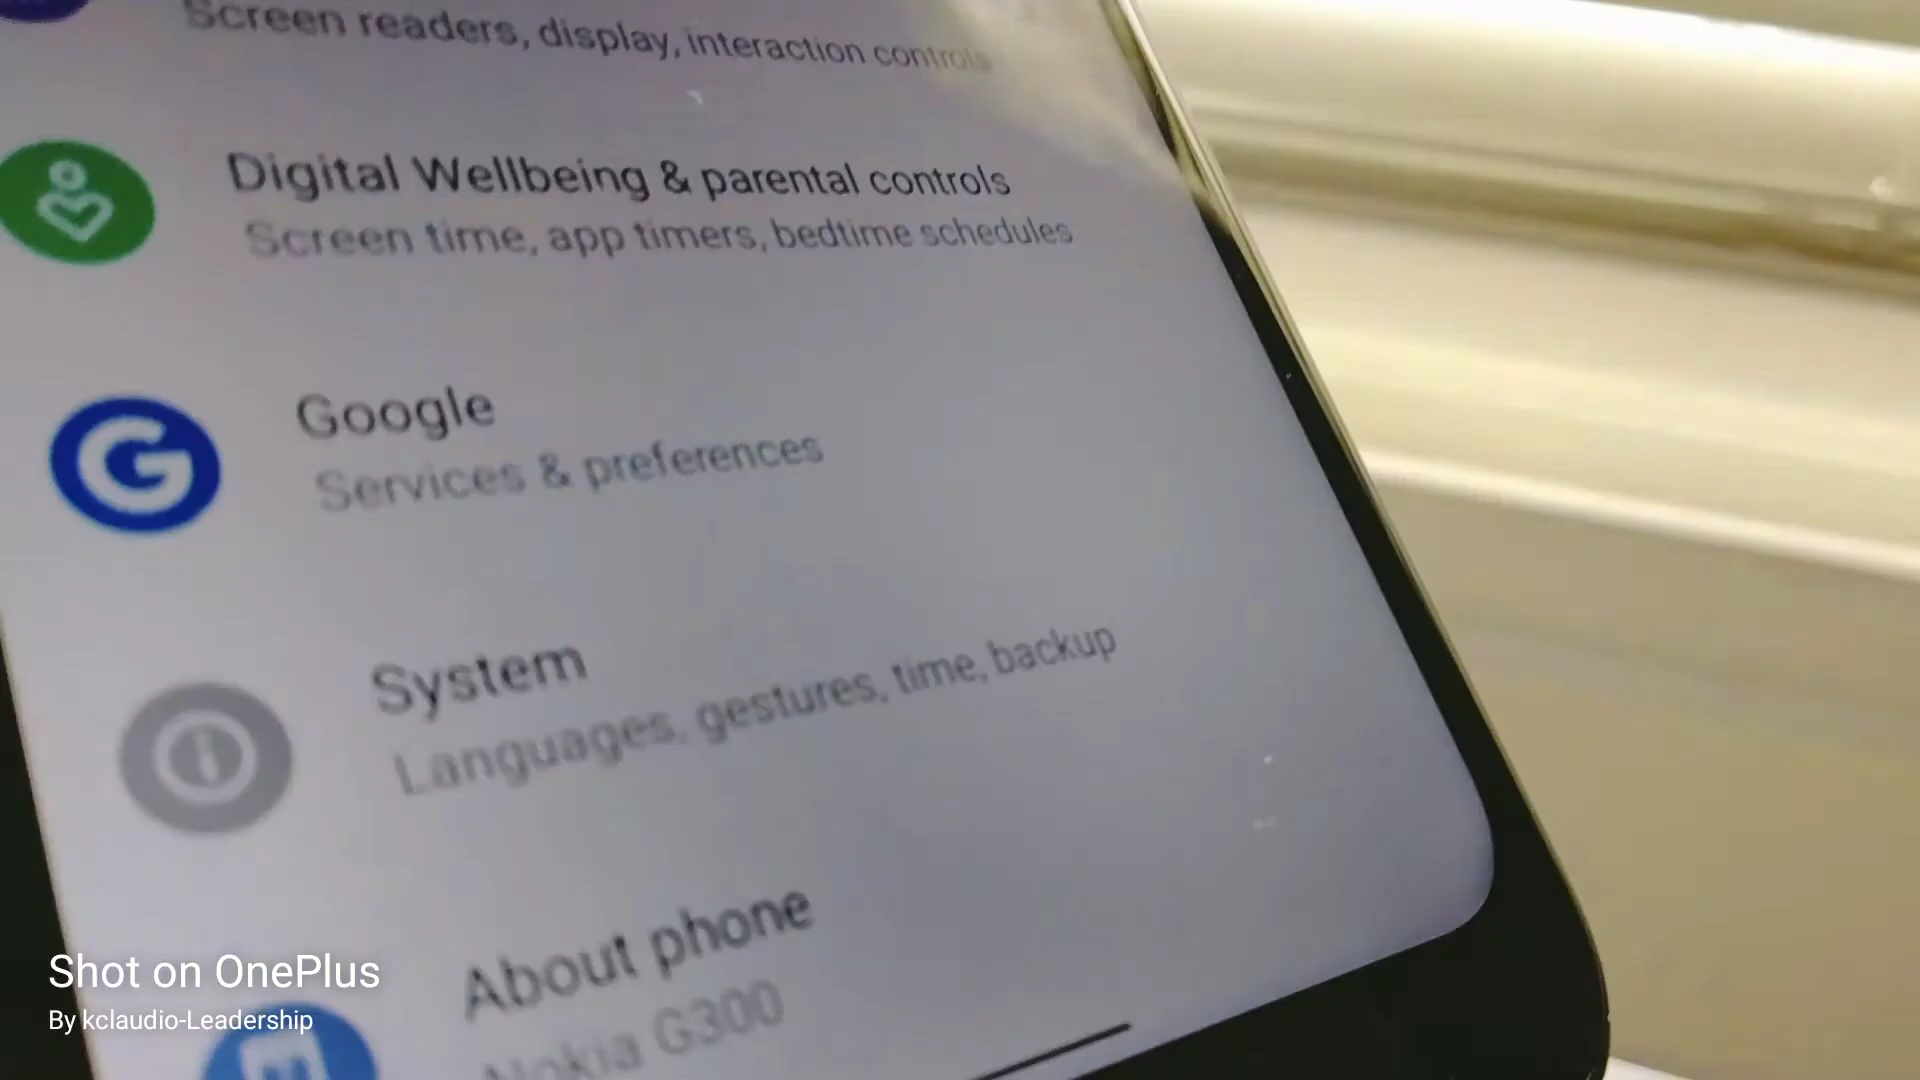 Screen readers, display, interaction controls
Digital Wellbeing & parental controls
Screen time, app timers, bedtime schedules
Google
Services & preferences
System
Languages, gestures, time, backup
About phone
Nokia G300
Shot on OnePlus
By kclaudio-Leadership